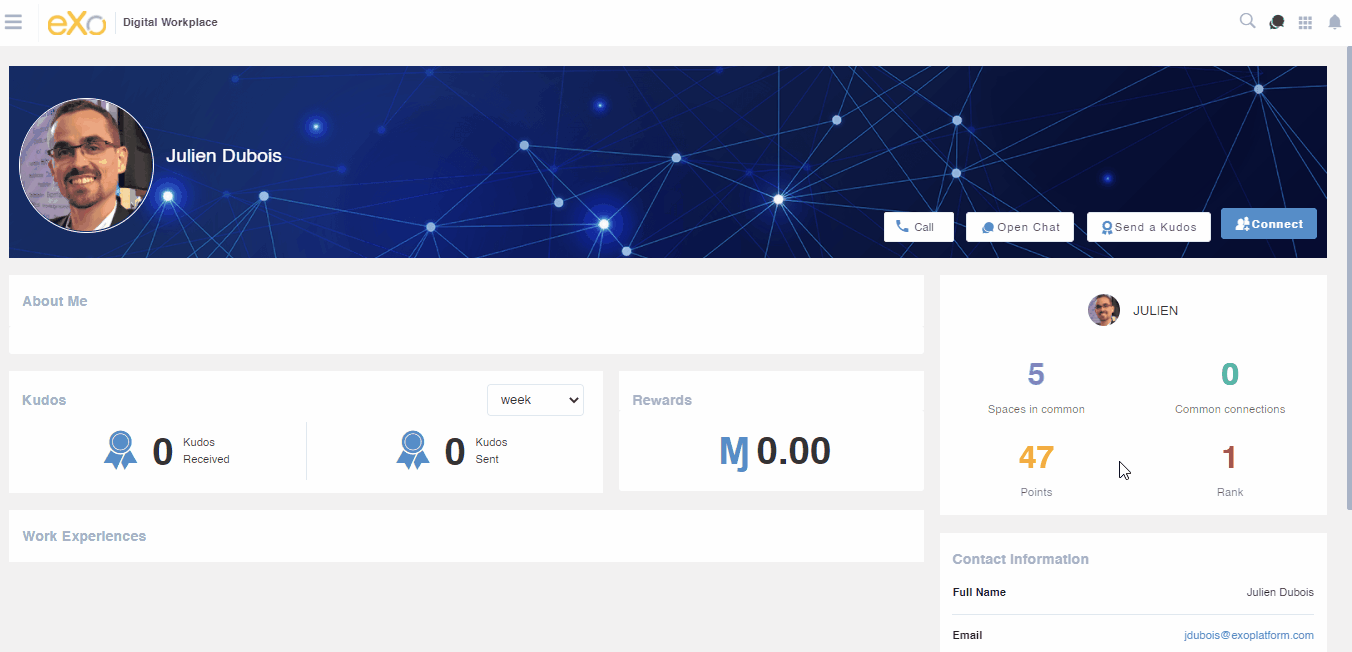 eXo Digital Workplace
Julien Dubois
Call
Open Chat
Send a Kudos
Connect
About Me
Kudos
week
0 Kudos Received
0 Kudos Sent
Rewards
0.00
Work Experiences
JULIEN
5
Spaces in common
0
Common connections
47
Points
1
Rank
Contact Information
Full Name Julien Dubois
Email jdubois@exoplatform.com